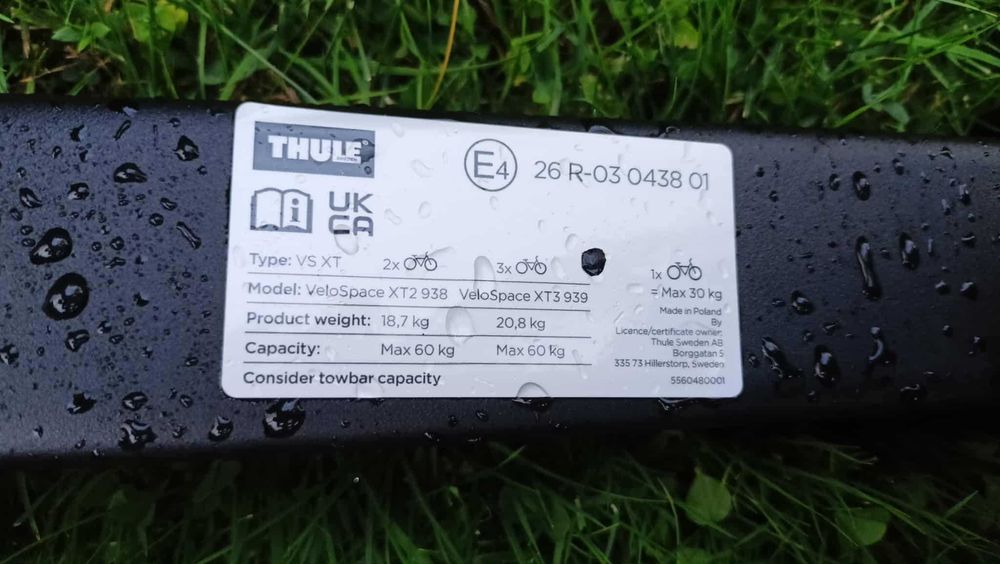 THULE
SWEDEN
E4 26 R-03 0438 01
i
UK
CA
Type: VS XT 2x 3x
Model: VeloSpace XT2 938 VeloSpace XT3 939
Product weight: 18,7 kg 20,8 kg
Capacity: Max 60 kg Max 60 kg
Consider towbar capacity
1x
= Max 30 kg
Made in Poland
By
Licence/certificate owner:
Thule Sweden AB
Borggatan 5
335 73 Hillerstorp, Sweden
5560480001